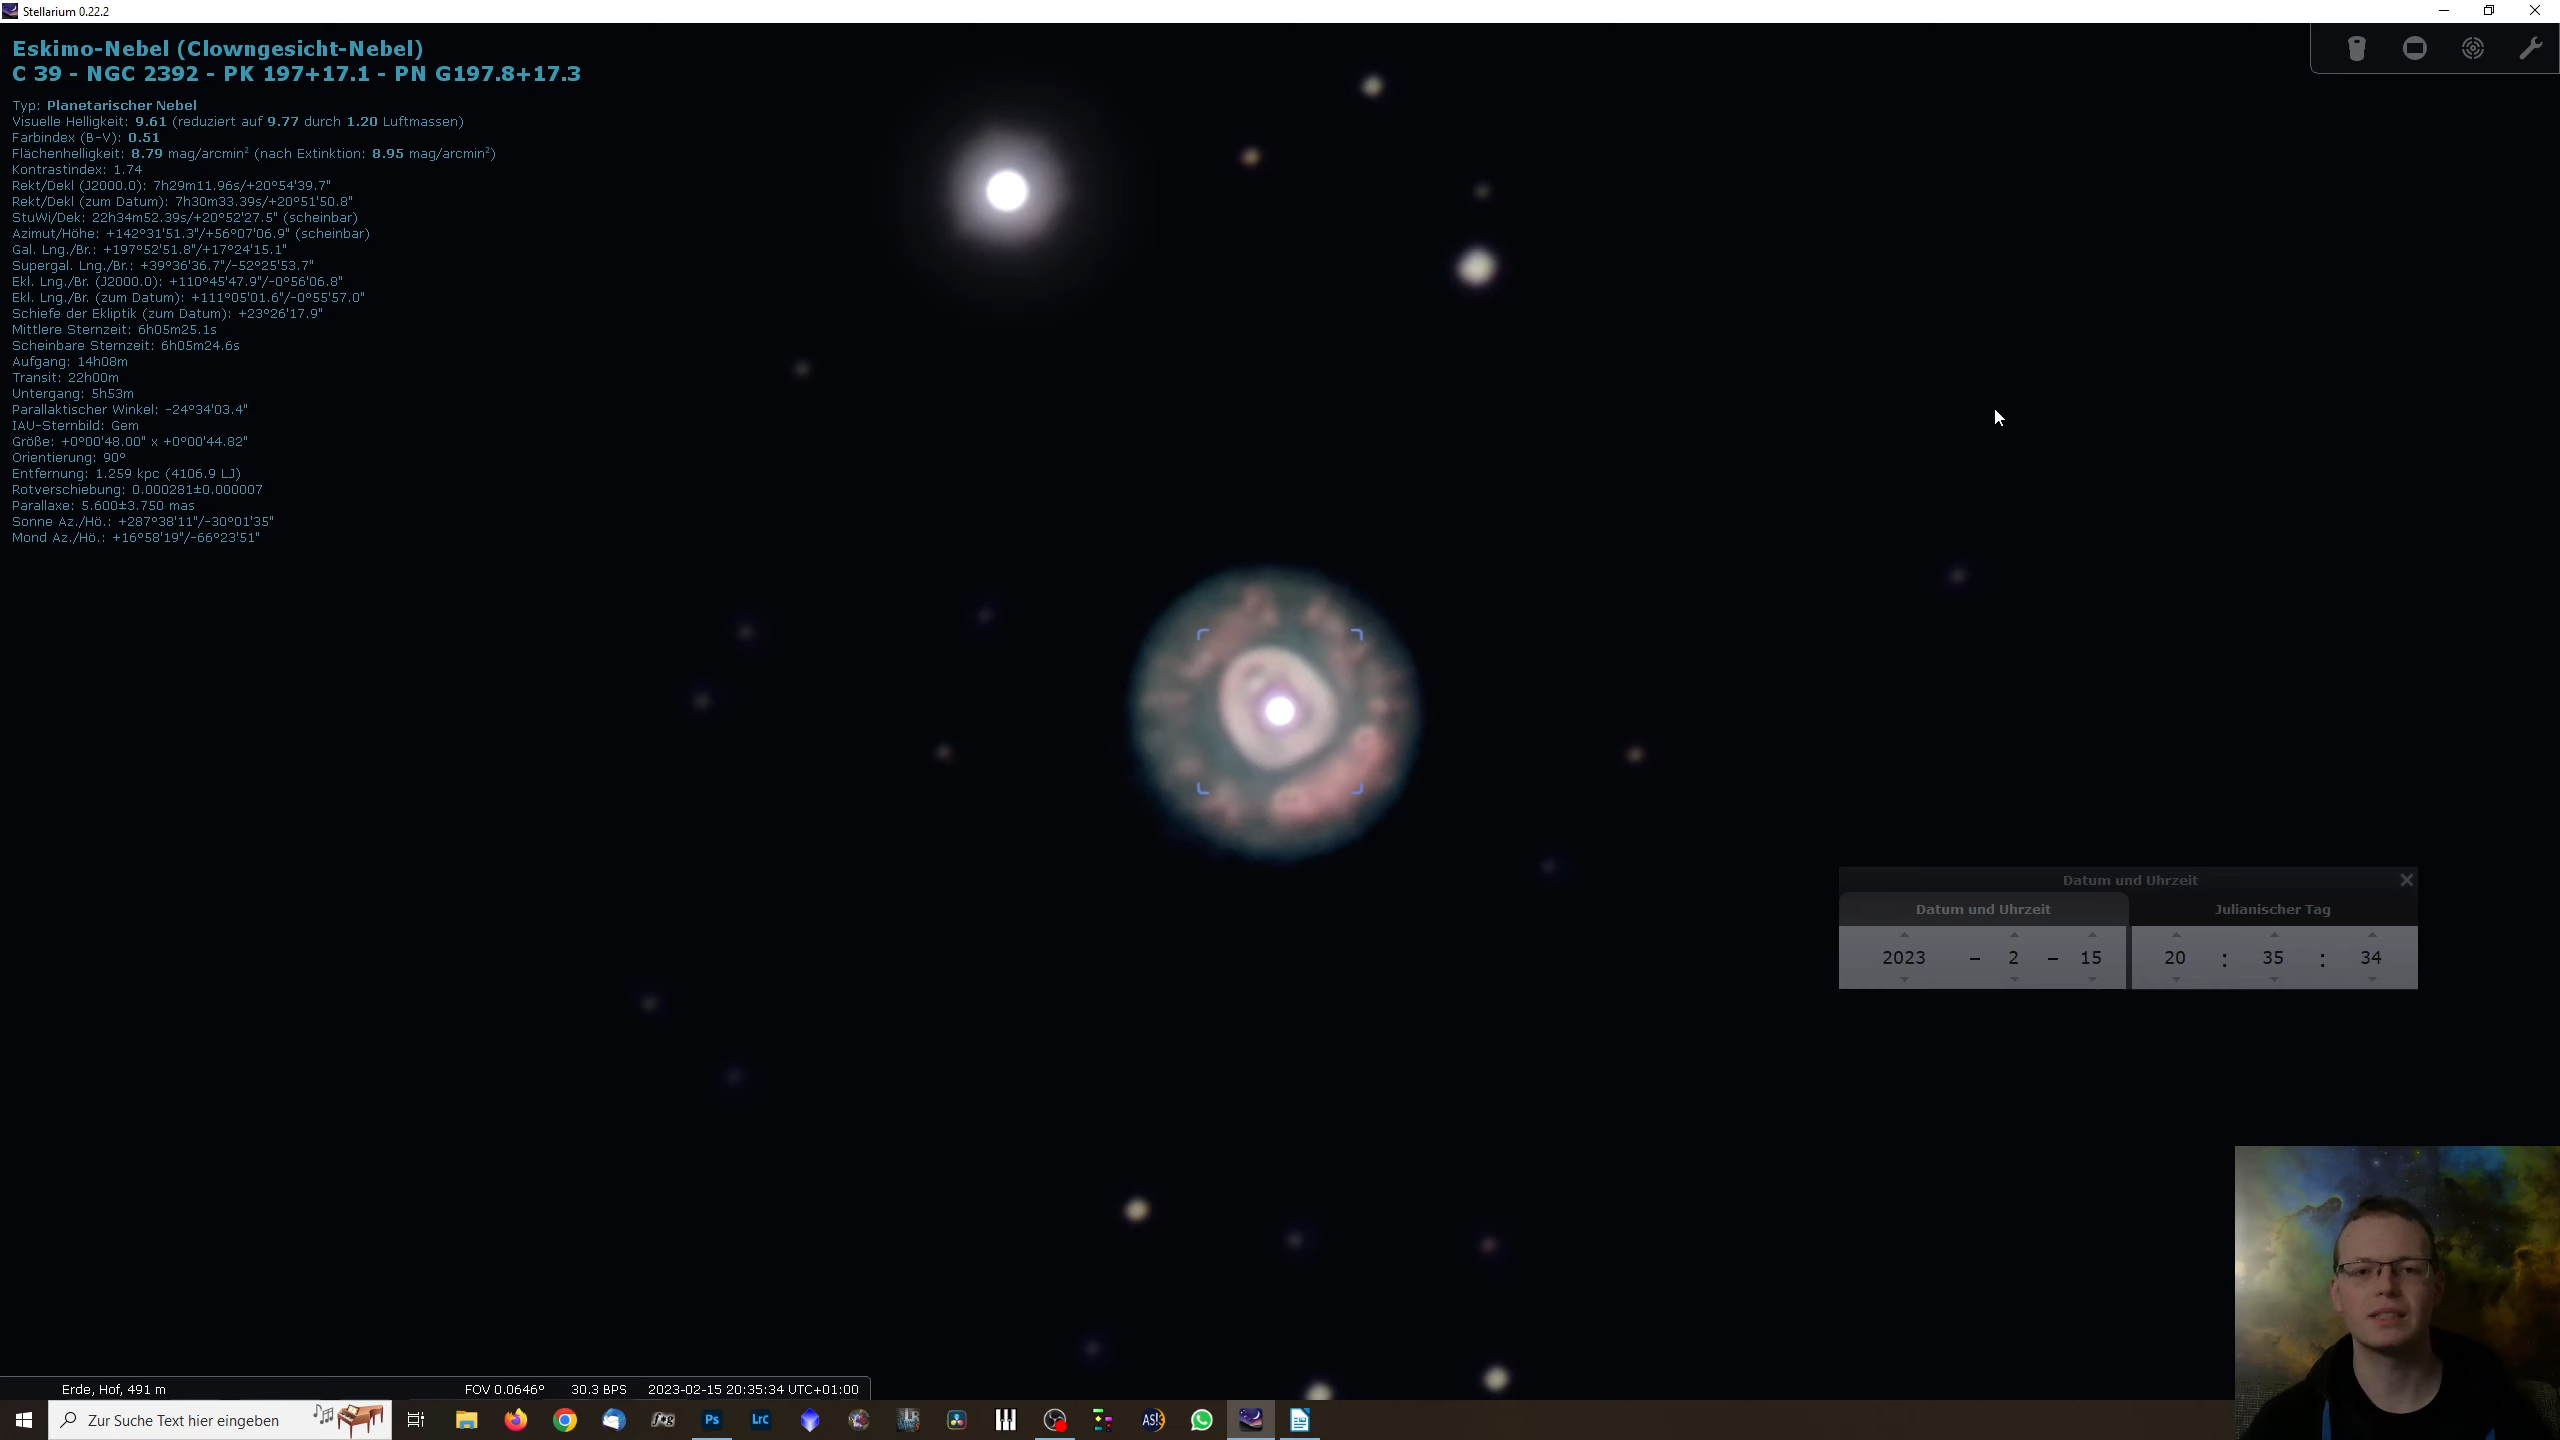 Stellarium 0.22.2
Eskimo-Nebel (Clowngesicht-Nebel)
C 39 - NGC 2392 - PK 197+17.1 - PN G197.8+17.3
Typ: Planetarischer Nebel
Visuelle Helligkeit: 9.61 (reduziert auf 9.77 durch 1.20 Luftmassen)
Farbindex (B-V): 0.51
Flächenhelligkeit: 8.79 mag/arcmin² (nach Extinktion: 8.95 mag/arcmin²)
Kontrastindex: 1.74
Rekt/Dekl (J2000.0): 7h29m11.96s/+20°54'39.7"
Rekt/Dekl (zum Datum): 7h30m33.39s/+20°51'50.8"
StuWi/Dek: 22h34m52.39s/+20°52'27.5" (scheinbar)
Azimut/Höhe: +142°31'51.3"/+56°07'06.9" (scheinbar)
Gal. Lng./Br.: +197°52'51.8"/+17°24'15.1"
Supergal. Lng./Br.: +39°36'36.7"/-52°25'53.7"
Ekl. Lng./Br. (J2000.0): +110°45'47.9"/-0°56'06.8"
Ekl. Lng./Br. (zum Datum): +111°05'01.6"/-0°55'57.0"
Schiefe der Ekliptik (zum Datum): +23°26'17.9"
Mittlere Sternzeit: 6h05m25.1s
Scheinbare Sternzeit: 6h05m24.6s
Aufgang: 14h08m
Transit: 22h00m
Untergang: 5h53m
Parallaktischer Winkel: -24°34'03.4"
IAU-Sternbild: Gem
Größe: +0°00'48.00" x +0°00'44.82"
Orientierung: 90°
Entfernung: 1.259 kpc (4106.9 LJ)
Rotverschiebung: 0.000281±0.000007
Parallaxe: 5.600±3.750 mas
Sonne Az./Hö.: +287°38'11"/-30°01'35"
Mond Az./Hö.: +16°58'19"/-66°23'51"
Datum und Uhrzeit
Datum und Uhrzeit Julianischer Tag
2023 - 2 - 15 20 : 35 : 34
Erde, Hof, 491 m FOV 0.0646° 30.3 BPS 2023-02-15 20:35:34 UTC+01:00
Zur Suche Text hier eingeben Ps Lrc